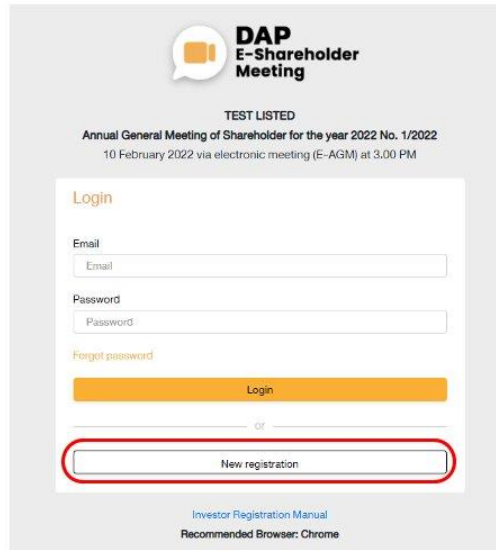 DAP
E-Shareholder
Meeting
TEST LISTED
Annual General Meeting of Shareholder for the year 2022 No. 1/2022
10 February 2022 via electronic meeting (E-AGM) at 3.00 PM
Login
Email
Email
Password
Password
Forgot password
Login
or
New registration
Investor Registration Manual
Recommended Browser: Chrome